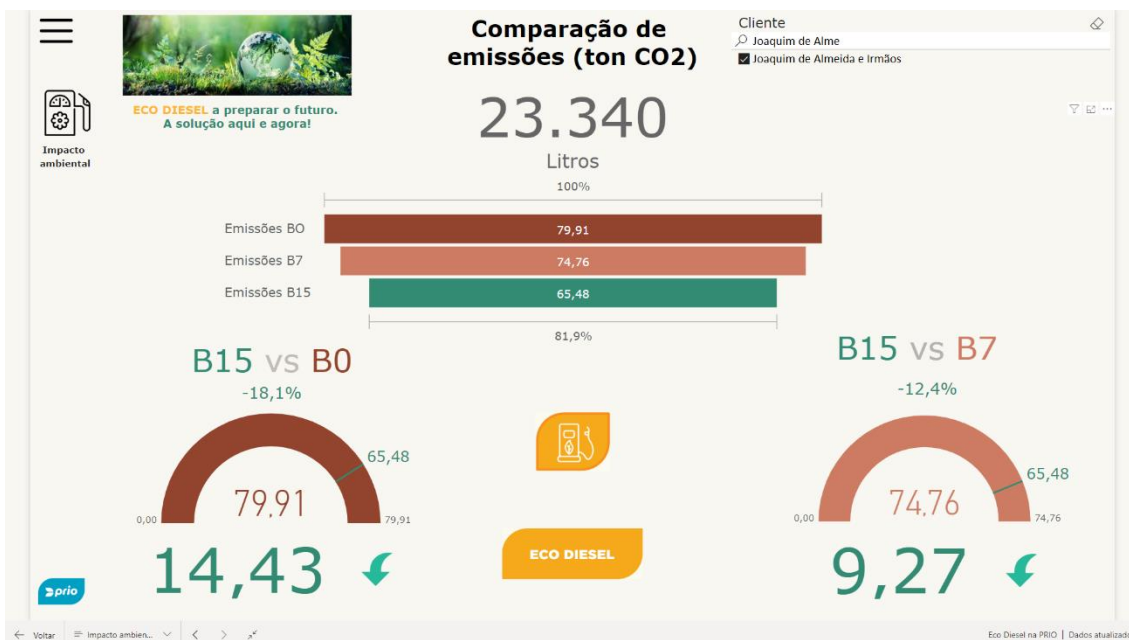 Comparação de
emissões (ton CO2)
Cliente
Joaquim de Alme
Joaquim de Almeida e Irmãos
ECO DIESEL a preparar o futuro.
A solução aqui e agora!
Impacto
ambiental
23.340
Litros
100%
Emissões B0
79,91
Emissões B7
74,76
Emissões B15
65,48
81,9%
B15 vs B0
-18,1%
65,48
79,91
0,00
79,91
14,43
B15 vs B7
-12,4%
65,48
74,76
0,00
74,76
9,27
ECO DIESEL
prio
Voltar
Impacto ambien...
Eco Diesel na PRIO | Dados atualizad